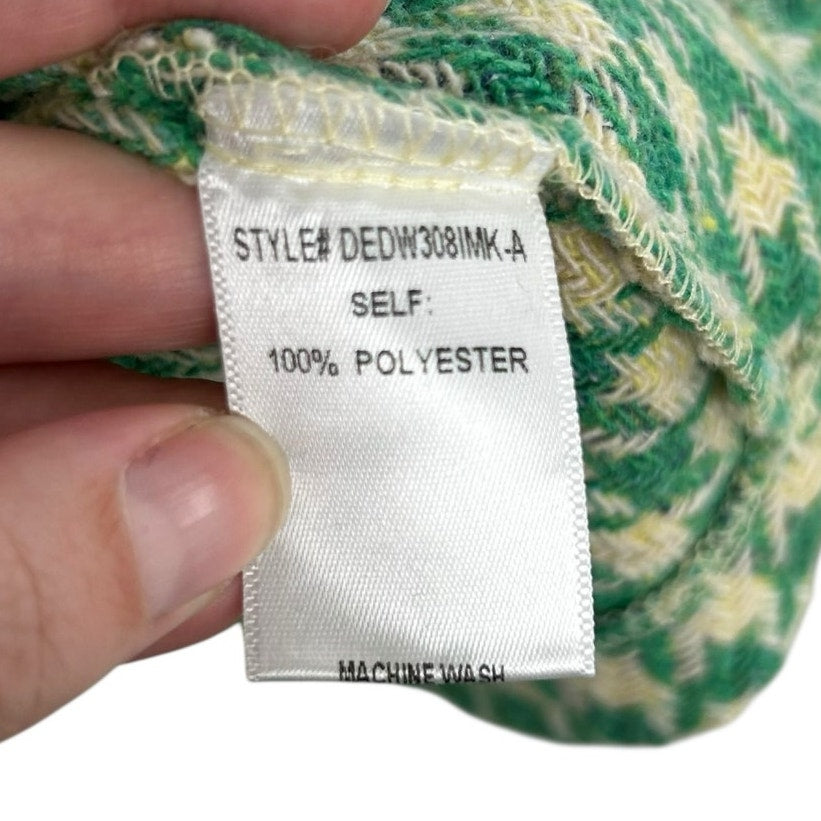 STYLE# DEDW308IMK-A
SELF:
100% POLYESTER
MACHINE WASH